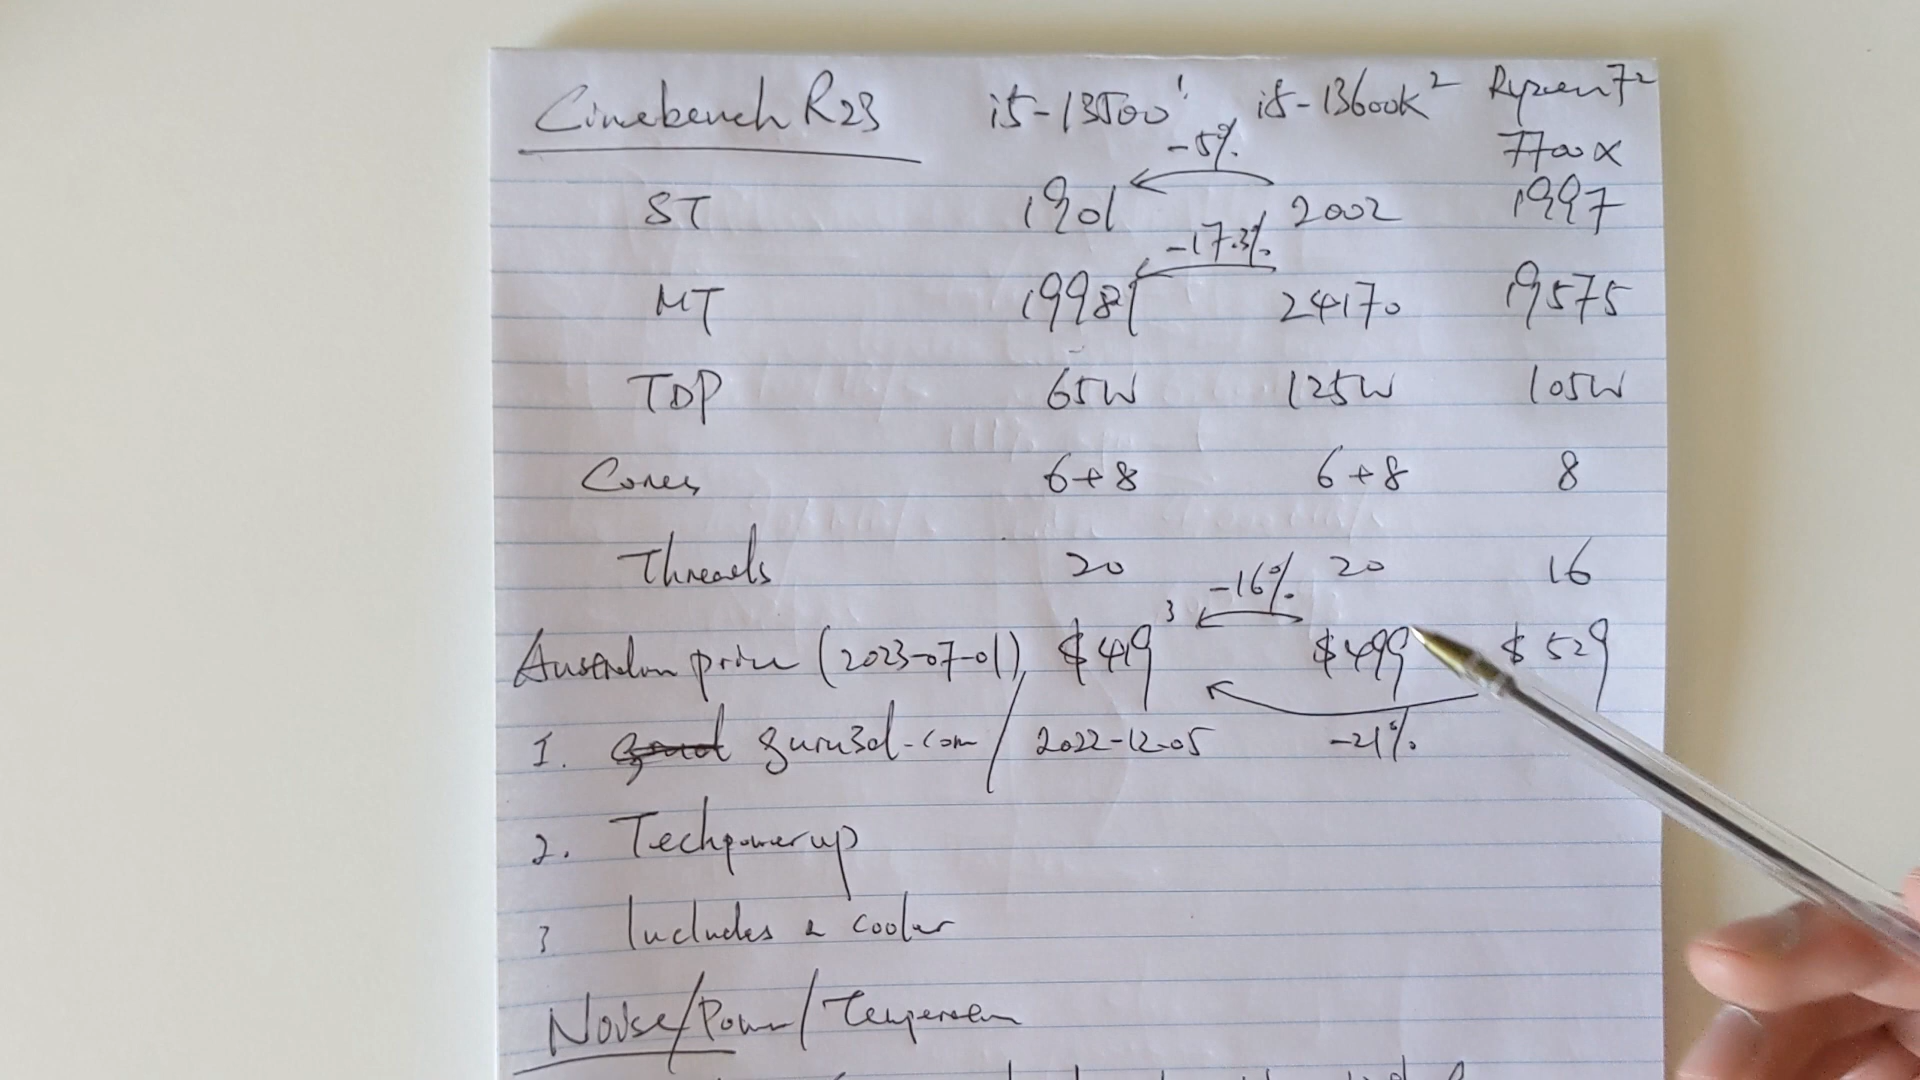 Cinebench R23 i5-13500¹ i5-13600K² Ryzen 7²
7700X
-5%
ST 1901 2002 1997
-17.3%
MT 19981 24170 19575
TDP 65W 125W 105W
Cores 6+8 6+8 8
Threads 20 20 16
-16%
Australian price (2023-07-01) $419³ $499 $529
1. guru3d.com / 2022-12-05 -21%
2. Techpowerup
3 Includes a cooler
Noise/Power/Temperature